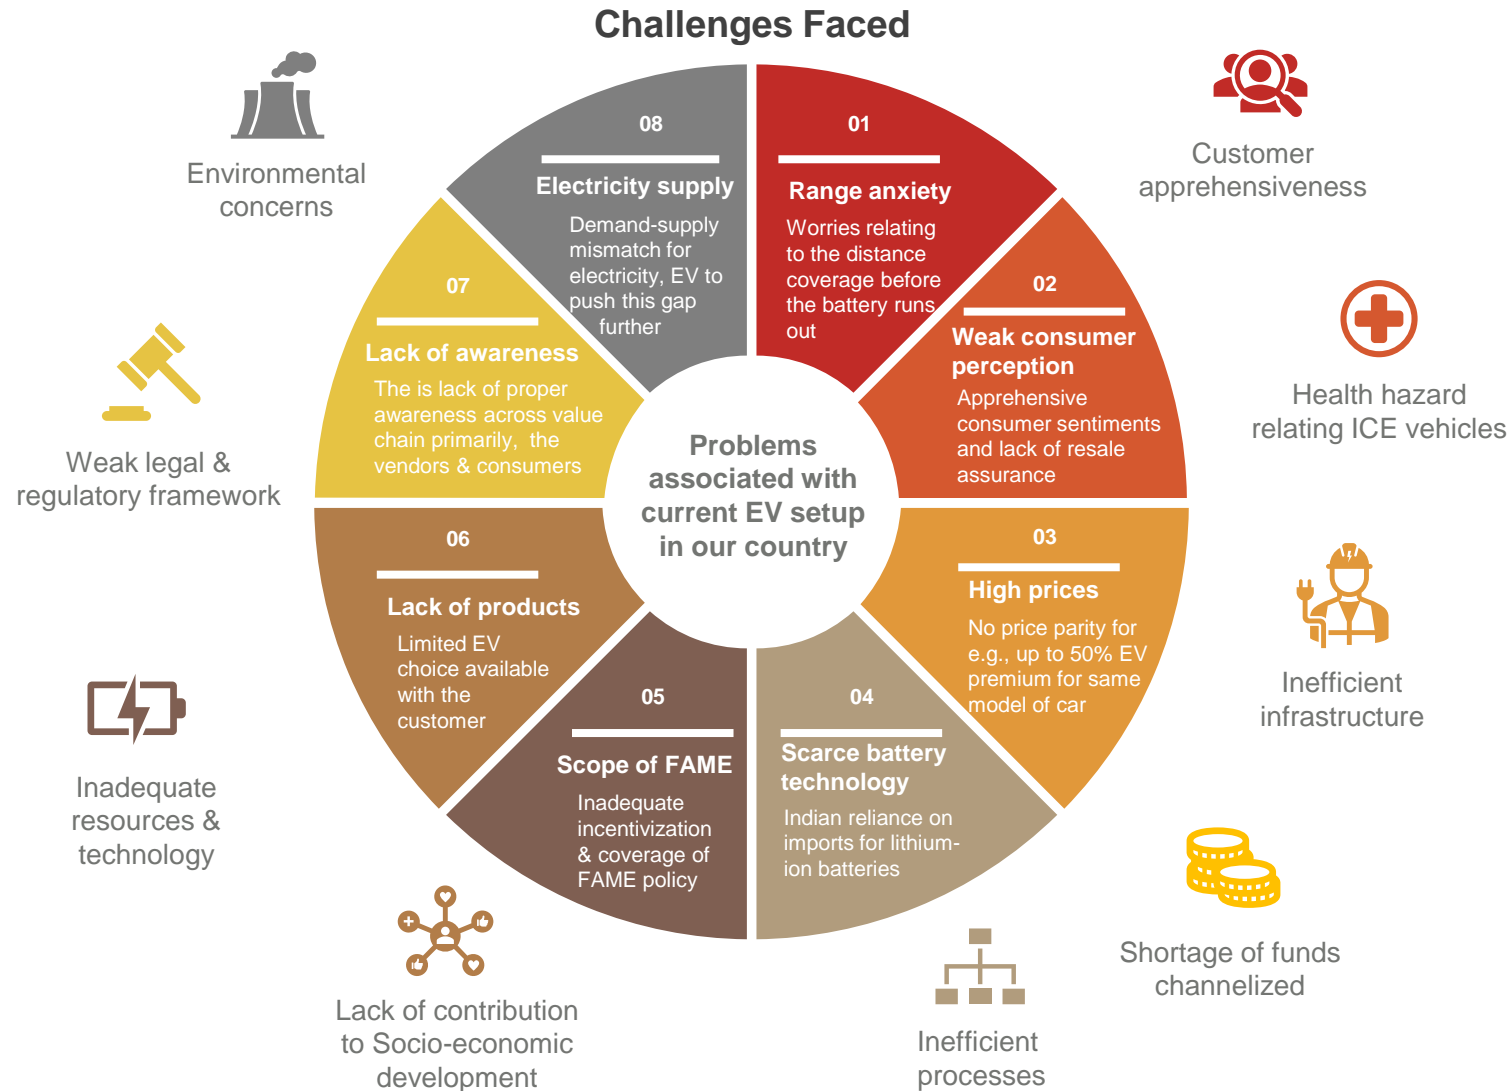 Challenges Faced
01
Range anxiety
Worries relating
to the distance
coverage before
the battery runs
out
02
Weak consumer
perception
Apprehensive
consumer sentiments
and lack of resale
assurance
03
High prices
No price parity for
e.g., up to 50% EV
premium for same
model of car
04
Scarce battery
technology
Indian reliance on
imports for lithium-
ion batteries
05
Scope of FAME
Inadequate
incentivization
& coverage of
FAME policy
06
Lack of products
Limited EV
choice available
with the
customer
07
Lack of awareness
The is lack of proper
awareness across value
chain primarily, the
vendors & consumers
08
Electricity supply
Demand-supply
mismatch for
electricity, EV to
push this gap
further
Problems
associated with
current EV setup
in our country
Customer
apprehensiveness
Health hazard
relating ICE vehicles
Inefficient
infrastructure
Shortage of funds
channelized
Inefficient
processes
Lack of contribution
to Socio-economic
development
Inadequate
resources &
technology
Weak legal &
regulatory framework
Environmental
concerns